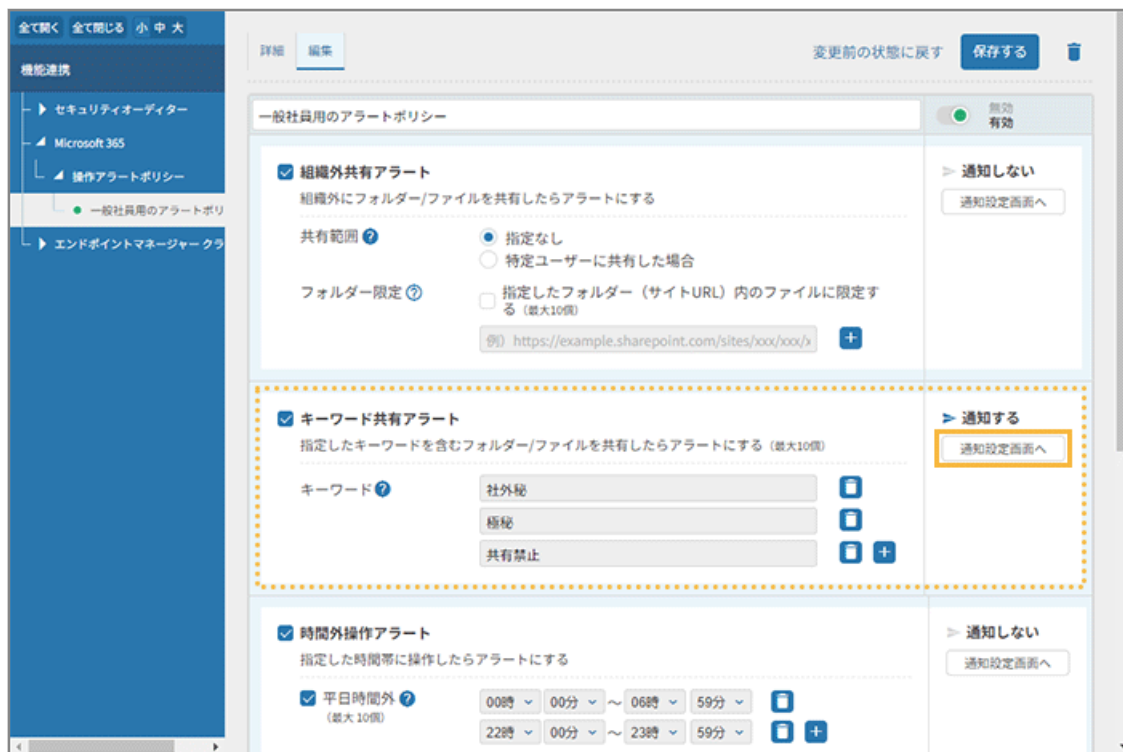 全て開く 全て閉じる 小 中 大
機能連携
セキュリティオーディター
Microsoft 365
操作アラートポリシー
一般社員用のアラートポリ
エンドポイントマネージャー クラ
詳細 編集 変更前の状態に戻す 保存する
一般社員用のアラートポリシー
無効
有効
組織外共有アラート
組織外にフォルダー/ファイルを共有したらアラートにする
通知しない
通知設定画面へ
共有範囲 ?
指定なし
特定ユーザーに共有した場合
フォルダー限定 ?
指定したフォルダー（サイトURL）内のファイルに限定す
る（最大10個）
例）https://example.sharepoint.com/sites/xxx/xxx/x
キーワード共有アラート
指定したキーワードを含むフォルダー/ファイルを共有したらアラートにする（最大10個）
通知する
通知設定画面へ
キーワード ?
社外秘
極秘
共有禁止
時間外操作アラート
指定した時間帯に操作したらアラートにする
通知しない
通知設定画面へ
平日時間外 ?
（最大 10個）
00時 00分 ～ 06時 59分
22時 00分 ～ 23時 59分